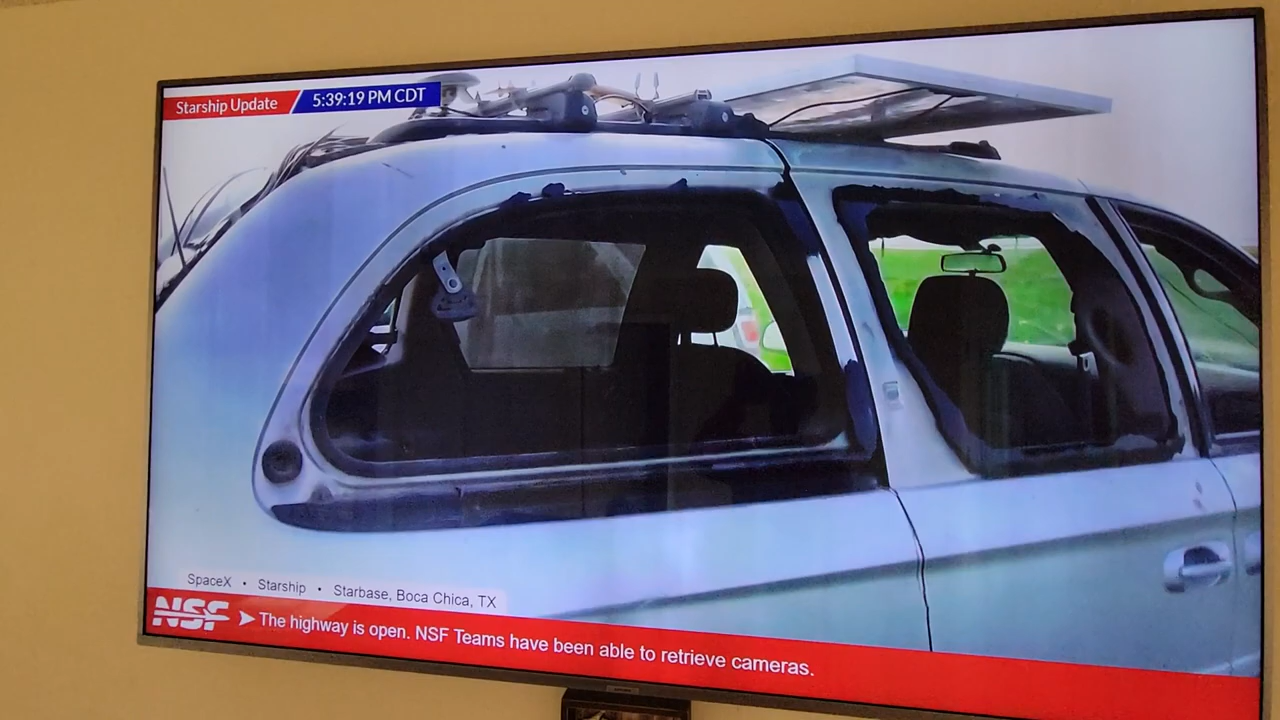 Starship Update
5:39:19 PM CDT
SpaceX • Starship • Starbase, Boca Chica, TX
NSF
The highway is open. NSF Teams have been able to retrieve cameras.